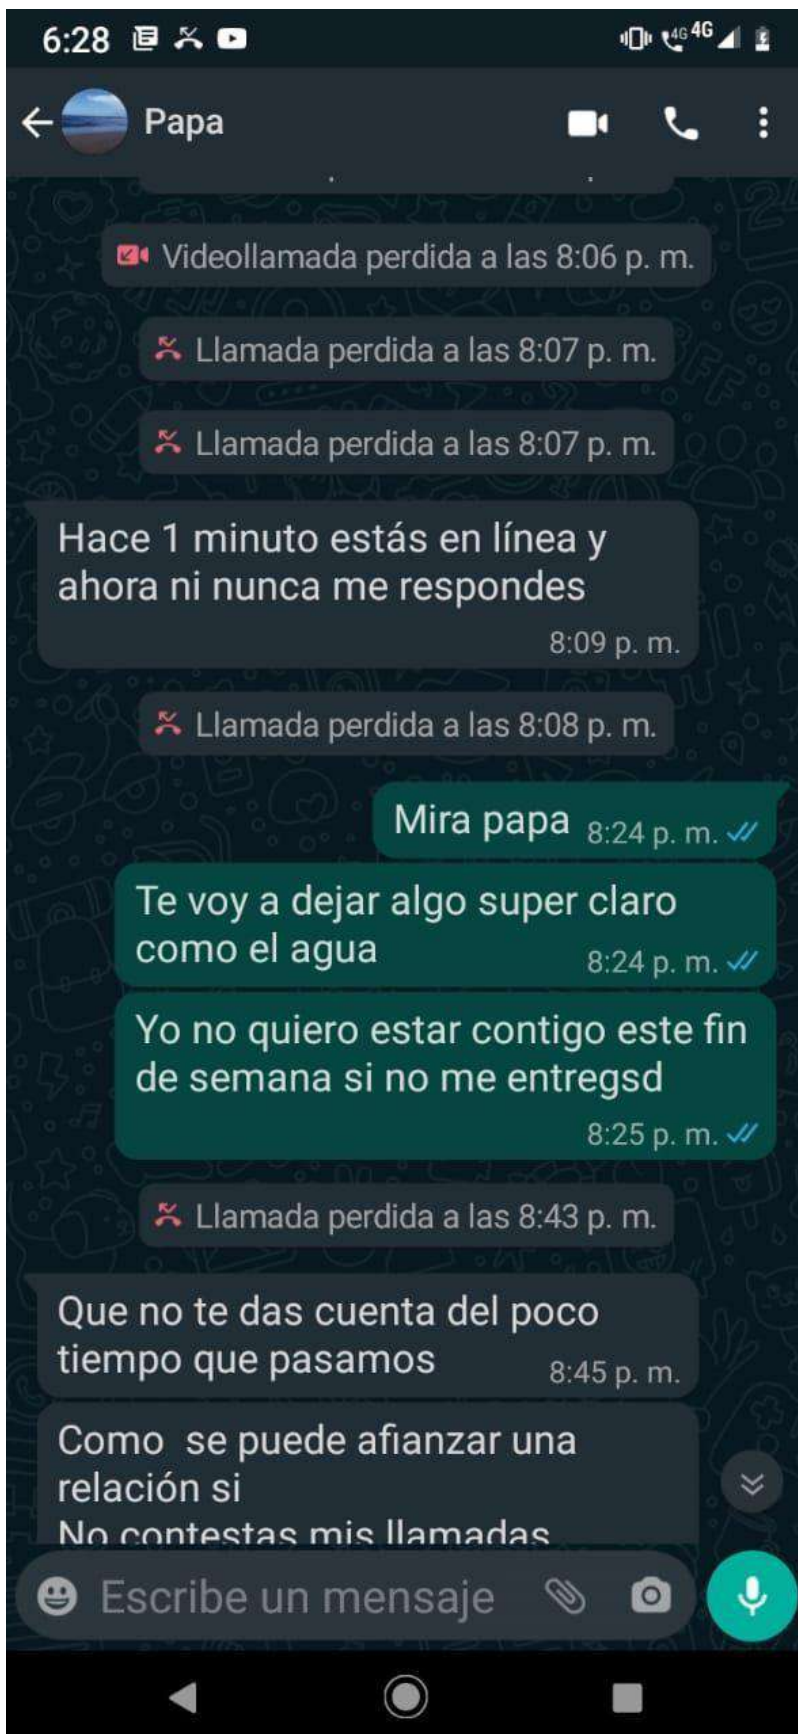 6:28
4G 4G
Papa
Videollamada perdida a las 8:06 p. m.
Llamada perdida a las 8:07 p. m.
Llamada perdida a las 8:07 p. m.
Hace 1 minuto estás en línea y
ahora ni nunca me respondes
8:09 p. m.
Llamada perdida a las 8:08 p. m.
Mira papa 8:24 p. m.
Te voy a dejar algo super claro
como el agua 8:24 p. m.
Yo no quiero estar contigo este fin
de semana si no me entregsd
8:25 p. m.
Llamada perdida a las 8:43 p. m.
Que no te das cuenta del poco
tiempo que pasamos 8:45 p. m.
Como  se puede afianzar una
relación si
No contestas mis llamadas
Escribe un mensaje